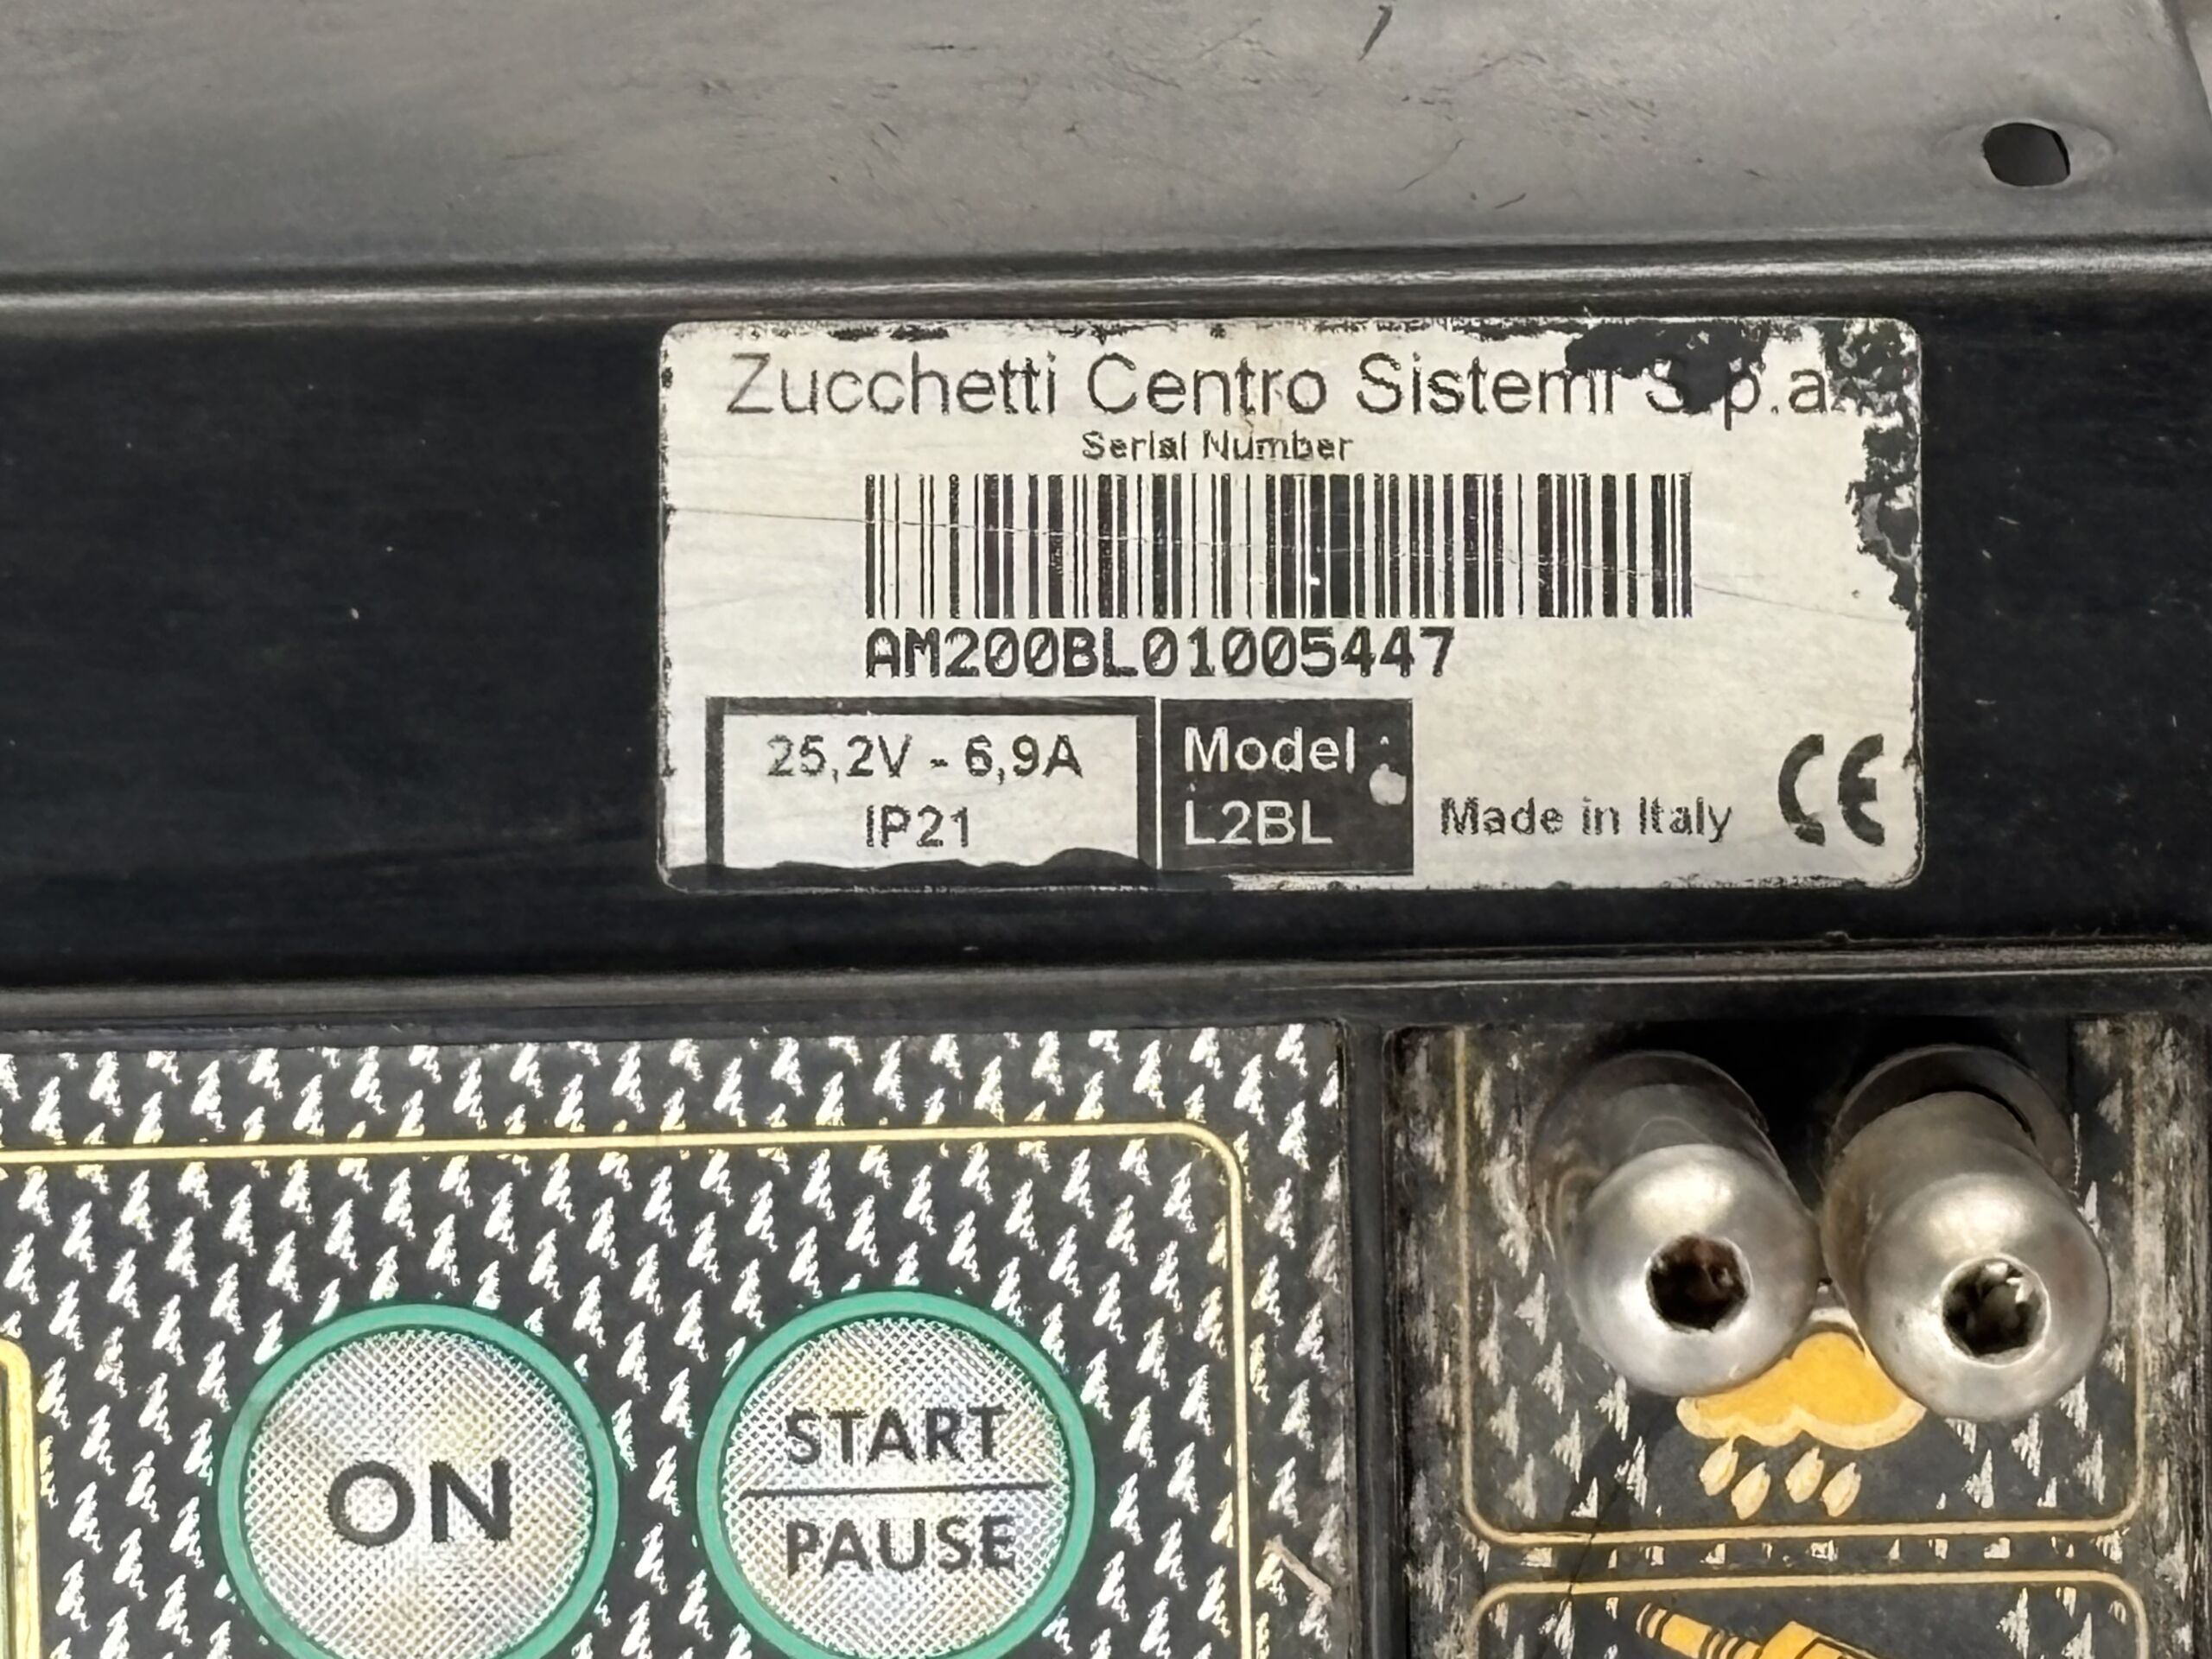 Zucchetti Centro Sistemi S.p.a.
Serial Number
AM200BL01005447
25,2V - 6,9A
IP21
Model :
L2BL
Made in Italy
CE
ON
START
PAUSE